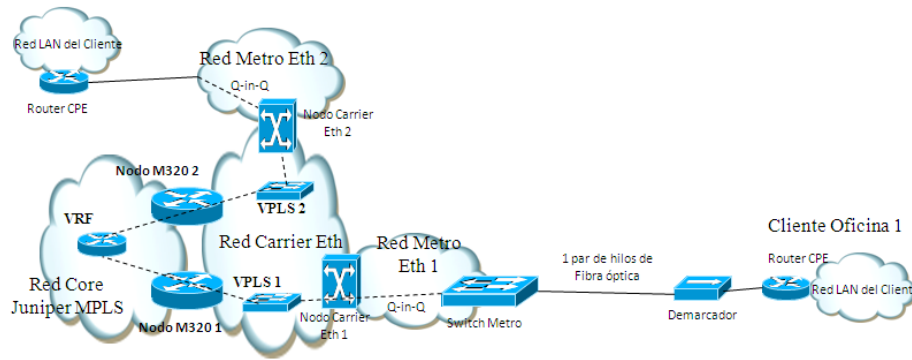 Red LAN del Cliente
Router CPE
Red Metro Eth 2
Q-in-Q
Nodo Carrier
Eth 2
Nodo M320 2
VPLS 2
VRF
Red Carrier Eth
Red Core
Juniper MPLS
Nodo M320 1
VPLS 1
Nodo Carrier
Eth 1
Red Metro
Eth 1
Q-in-Q
Switch Metro
1 par de hilos de
Fibra óptica
Demarcador
Cliente Oficina 1
Router CPE
Red LAN del Client